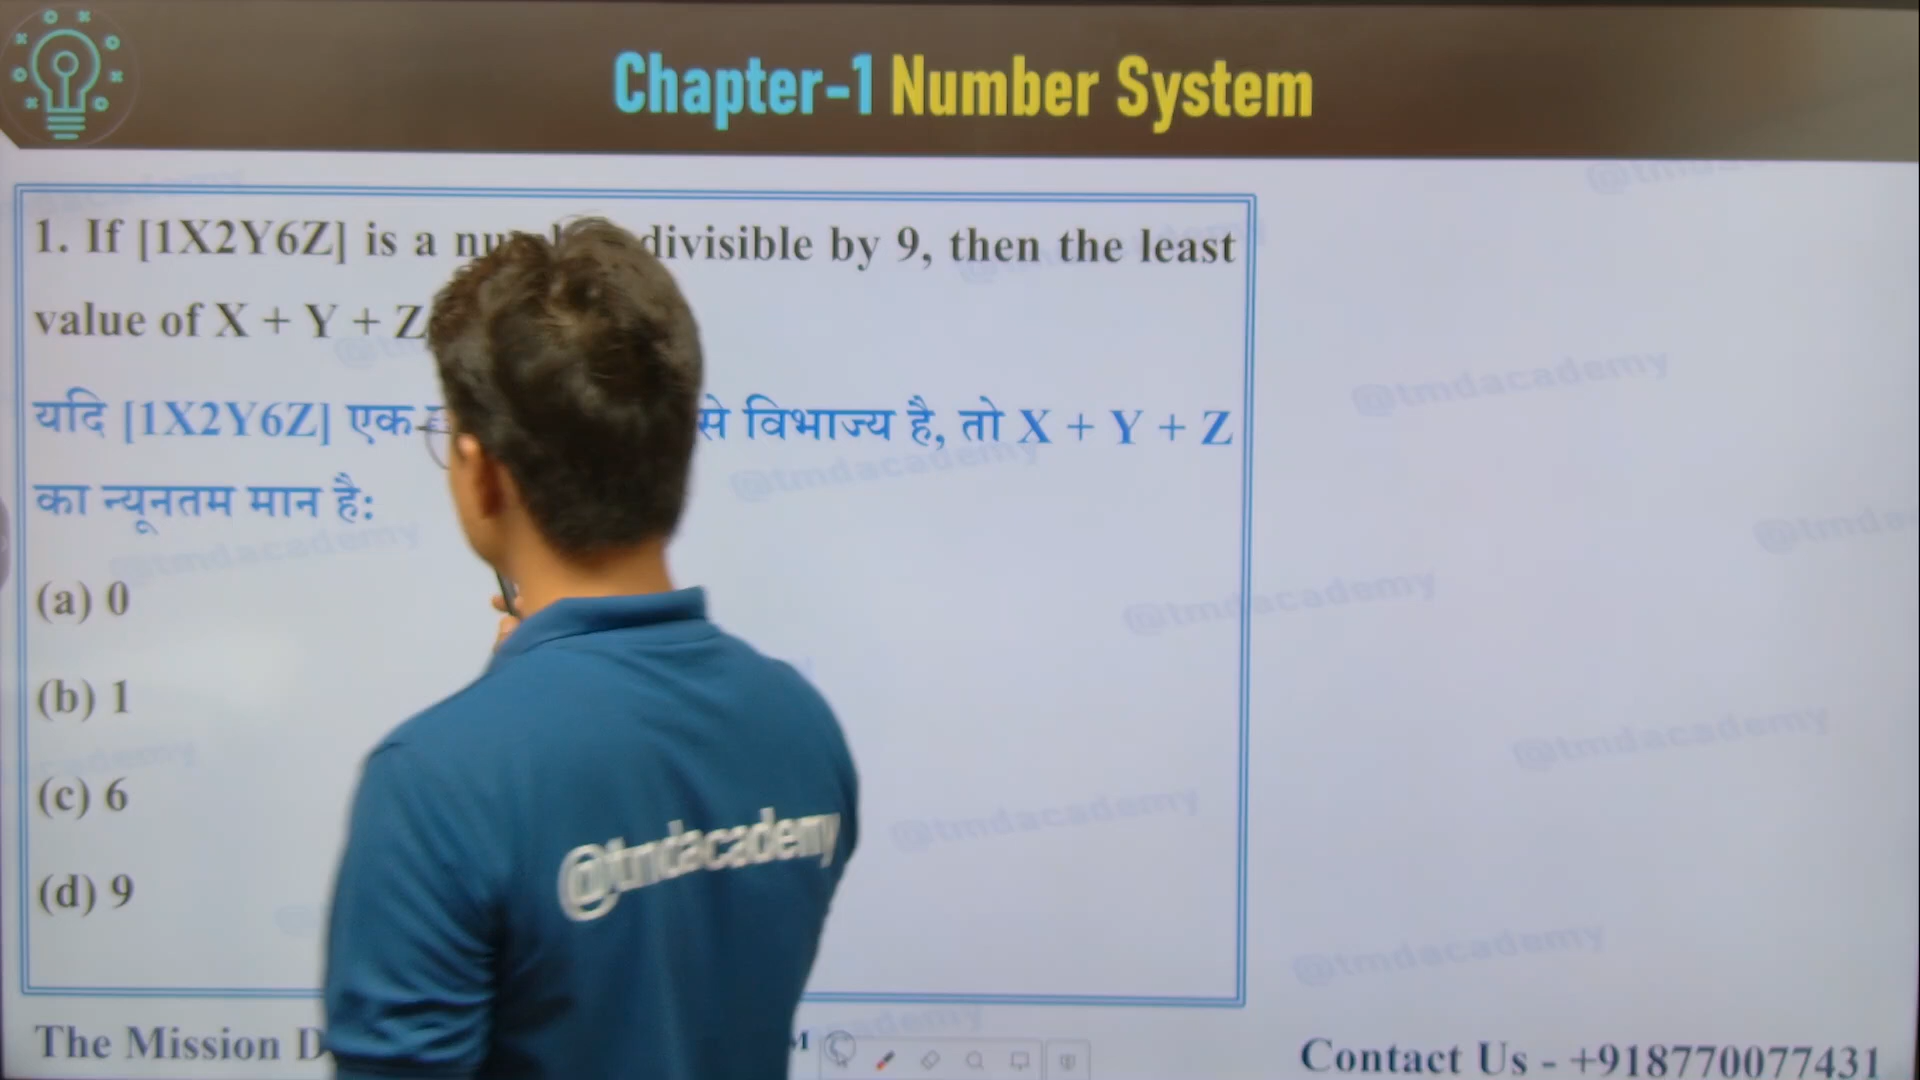 Chapter-1 Number System
1. If [1X2Y6Z] is a divisible by 9, then the least
value of X + Y + Z
यदि [1X2Y6Z] एक से विभाज्य है, तो X + Y + Z
का न्यूनतम मान है:
(a) 0
(b) 1
(c) 6
(d) 9
@tmdacademy
The Mission
Contact Us - +918770077431